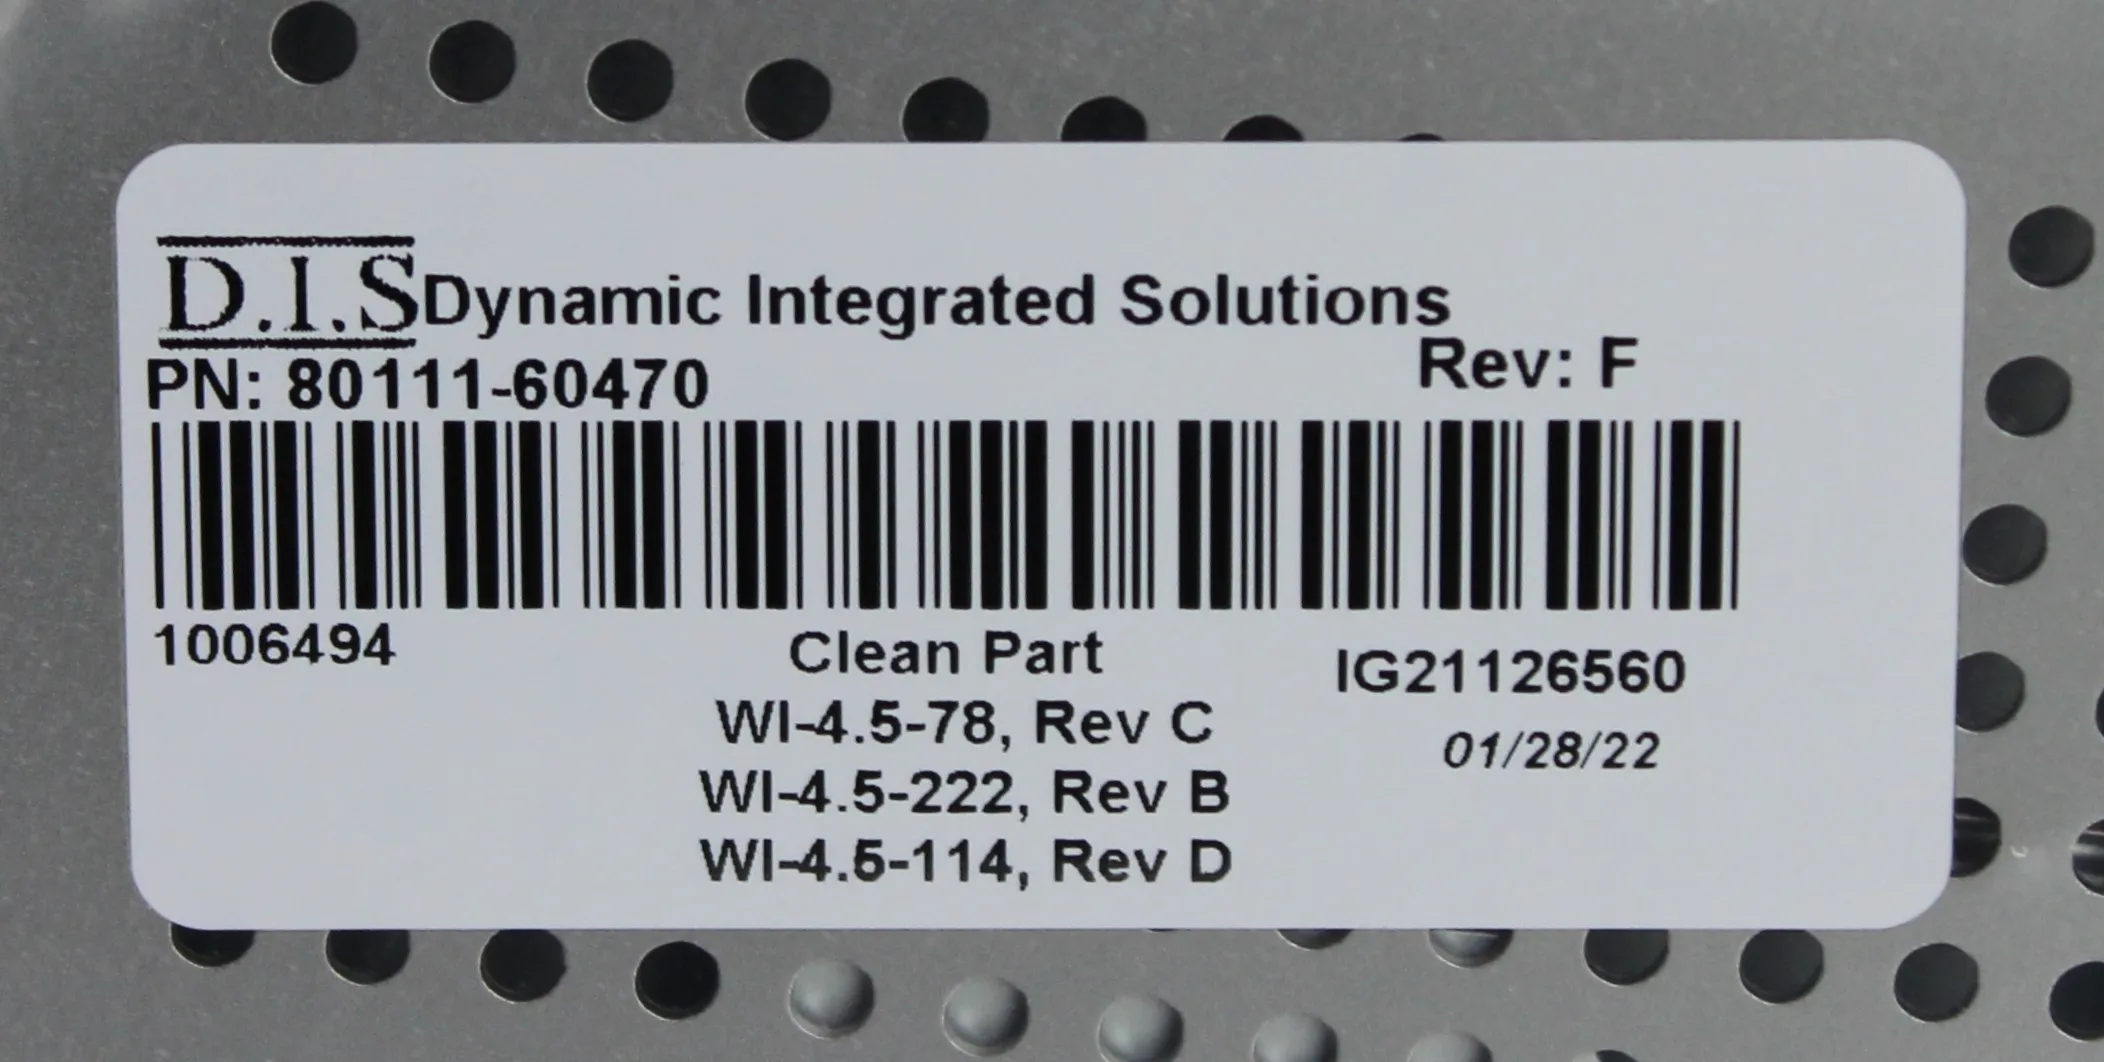 D.I.S Dynamic Integrated Solutions
PN: 80111-60470
Rev: F
1006494
Clean Part
IG21126560
WI-4.5-78, Rev C
01/28/22
WI-4.5-222, Rev B
WI-4.5-114, Rev D